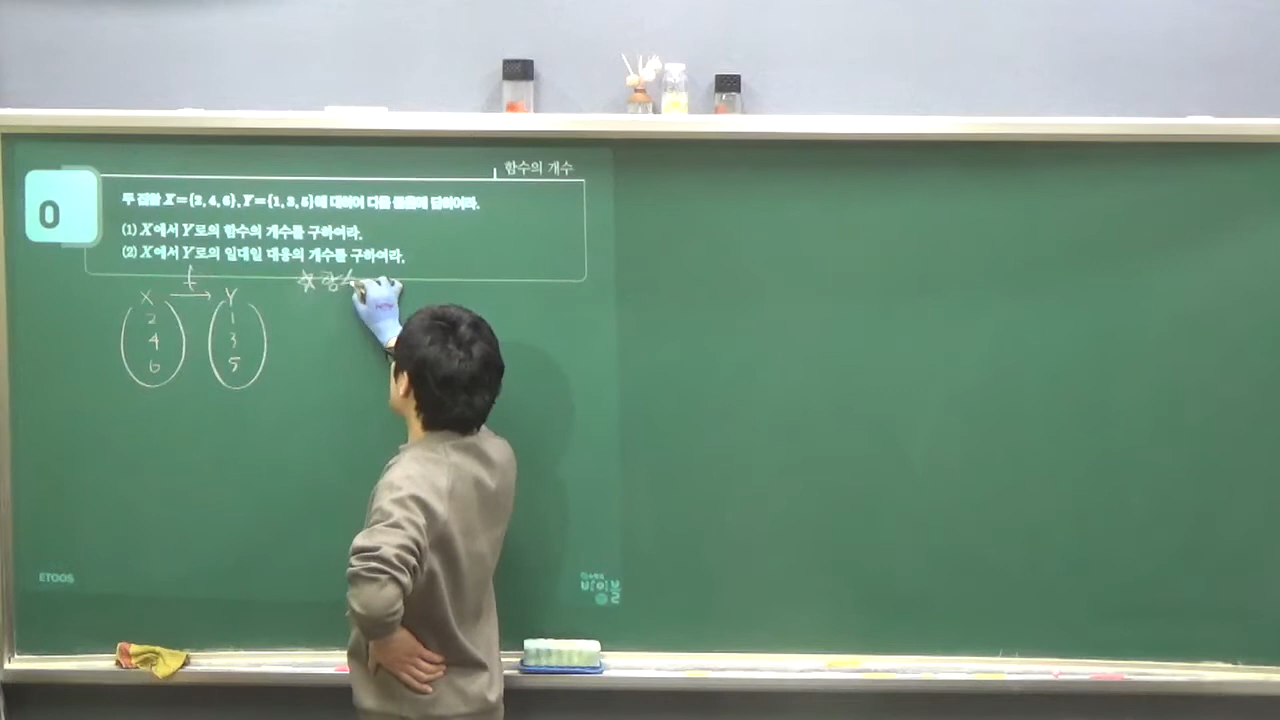 함수의 개수
0
두 집합 X={2, 4, 6}, Y={1, 3, 5}에 대하여 다음 물음에 답하여라.
(1) X에서 Y로의 함수의 개수를 구하여라.
(2) X에서 Y로의 일대일 대응의 개수를 구하여라.
f
X → Y
2 1
4 3
6 5
ETOOS